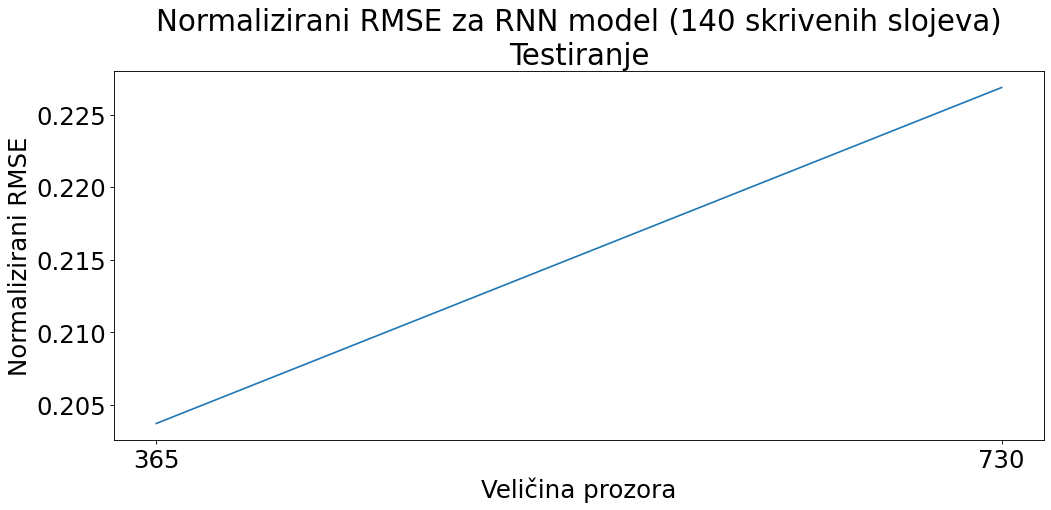 Normalizirani RMSE za RNN model (140 skrivenih slojeva)
Testiranje
Normalizirani RMSE
0.225
0.220
0.215
0.210
0.205
365
730
Veličina prozora